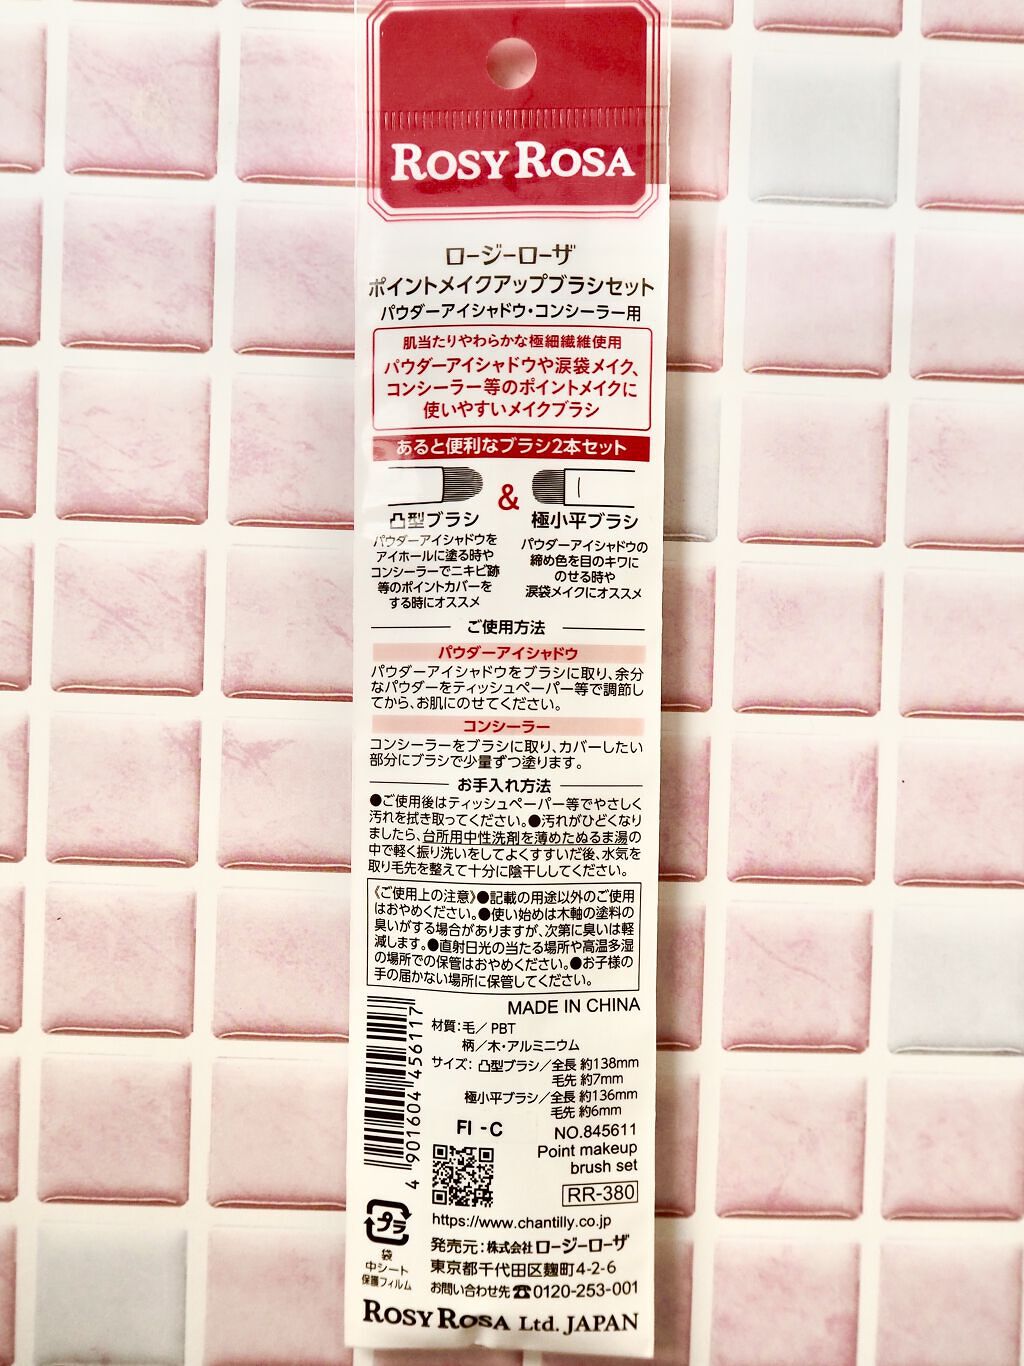 ROSY ROSA
ロージーローザ
ポイントメイクアップブラシセット
パウダーアイシャドウ・コンシーラー用
肌当たりやわらかな極細繊維使用
パウダーアイシャドウや涙袋メイク、
コンシーラー等のポイントメイクに
使いやすいメイクブラシ
あると便利なブラシ2本セット
&
凸型ブラシ
パウダーアイシャドウを
アイホールに塗る時や
コンシーラーでニキビ跡
等のポイントカバーを
する時にオススメ
極小平ブラシ
パウダーアイシャドウの
締め色を目のキワに
のせる時や
涙袋メイクにオススメ
ご使用方法
パウダーアイシャドウ
パウダーアイシャドウをブラシに取り、余分
なパウダーをティッシュペーパー等で調節し
てから、お肌にのせてください。
コンシーラー
コンシーラーをブラシに取り、カバーしたい
部分にブラシで少量ずつ塗ります。
お手入れ方法
●ご使用後はティッシュペーパー等でやさしく
汚れを拭き取ってください。●汚れがひどくなり
ましたら、台所用中性洗剤を薄めたぬるま湯の
中で軽く振り洗いをしてよくすすいだ後、水気を
取り毛先を整えて十分に陰干ししてください。
《ご使用上の注意》●記載の用途以外のご使用
はおやめください。●使い始めは木軸の塗料の
臭いがする場合がありますが、次第に臭いは軽
減します。●直射日光の当たる場所や高温多湿
の場所での保管はおやめください。●お子様の
手の届かない場所に保管してください。
MADE IN CHINA
材質：毛／PBT
柄／木・アルミニウム
サイズ：凸型ブラシ／全長 約138mm
毛先 約7mm
極小平ブラシ／全長 約136mm
毛先 約6mm
4 901604 456117
FI -C
NO.845611
Point makeup
brush set
RR-380
プラ
袋
中シート
保護フィルム
https://www.chantilly.co.jp
発売元：株式会社ロージーローザ
東京都千代田区麹町4-2-6
お問い合わせ先☎0120-253-001
ROSY ROSA Ltd. JAPAN